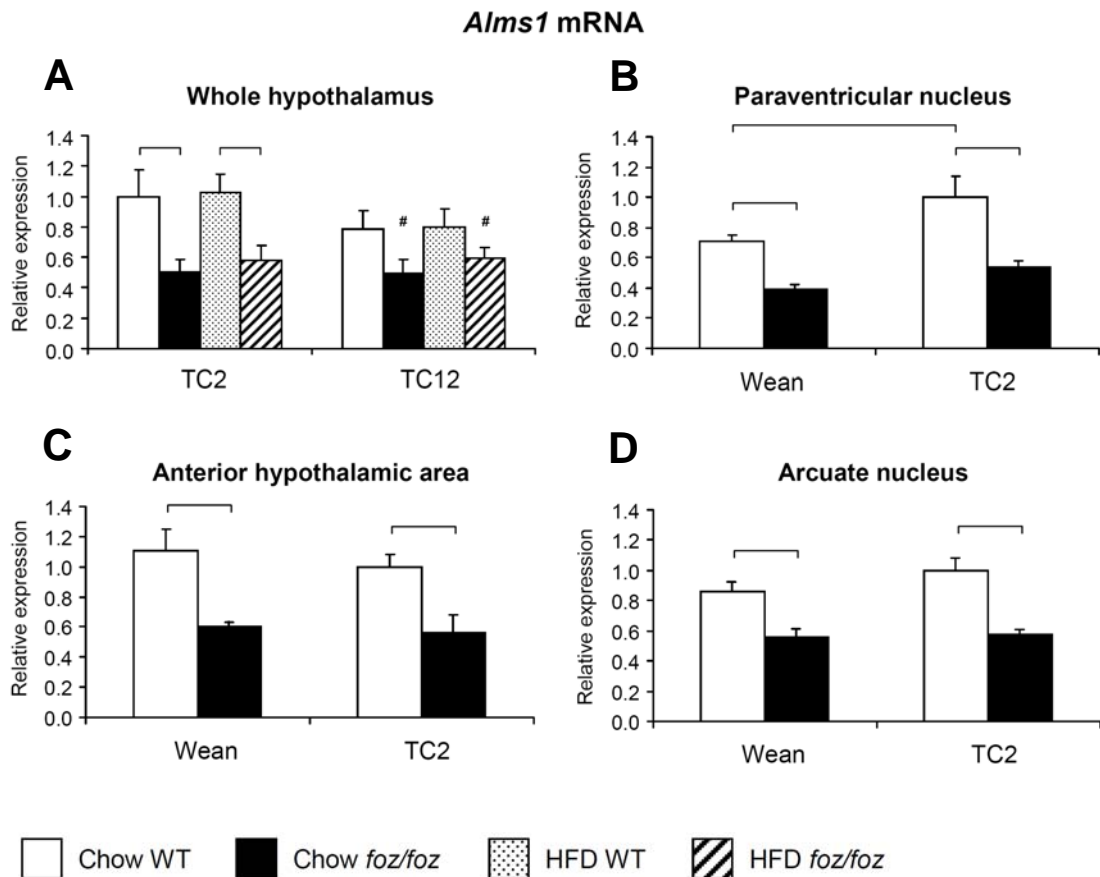 Alms1 mRNA
A
Whole hypothalamus
Relative expression
1.4
1.2
1.0
0.8
0.6
0.4
0.2
0.0
# #
TC2 TC12
B
Paraventricular nucleus
Relative expression
1.4
1.2
1.0
0.8
0.6
0.4
0.2
0.0
Wean TC2
C
Anterior hypothalamic area
Relative expression
1.4
1.2
1.0
0.8
0.6
0.4
0.2
0.0
Wean TC2
D
Arcuate nucleus
Relative expression
1.4
1.2
1.0
0.8
0.6
0.4
0.2
0.0
Wean TC2
Chow WT Chow foz/foz HFD WT HFD foz/foz